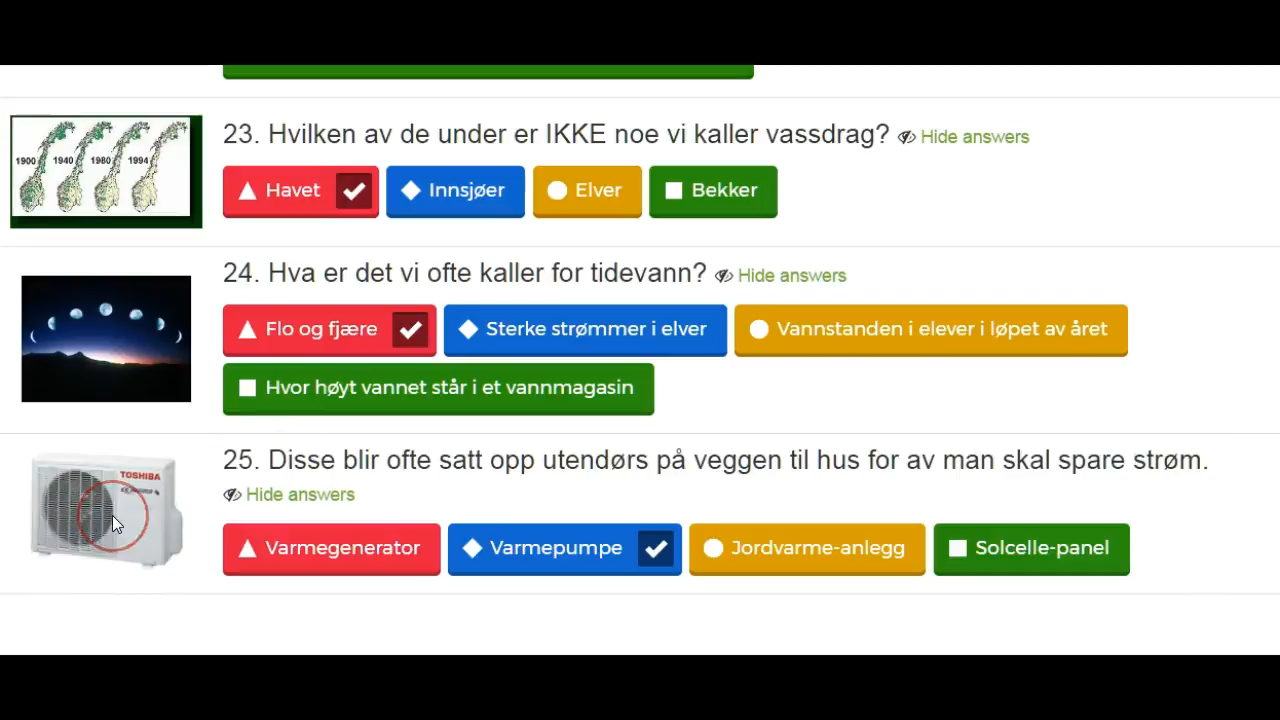 23. Hvilken av de under er IKKE noe vi kaller vassdrag? Hide answers
1900 1940 1980 1994
Havet Innsjøer Elver Bekker
24. Hva er det vi ofte kaller for tidevann? Hide answers
Flo og fjære Sterke strømmer i elver Vannstanden i elever i løpet av året
Hvor høyt vannet står i et vannmagasin
25. Disse blir ofte satt opp utendørs på veggen til hus for av man skal spare strøm.
TOSHIBA
Hide answers
Varmegenerator Varmepumpe Jordvarme-anlegg Solcelle-panel